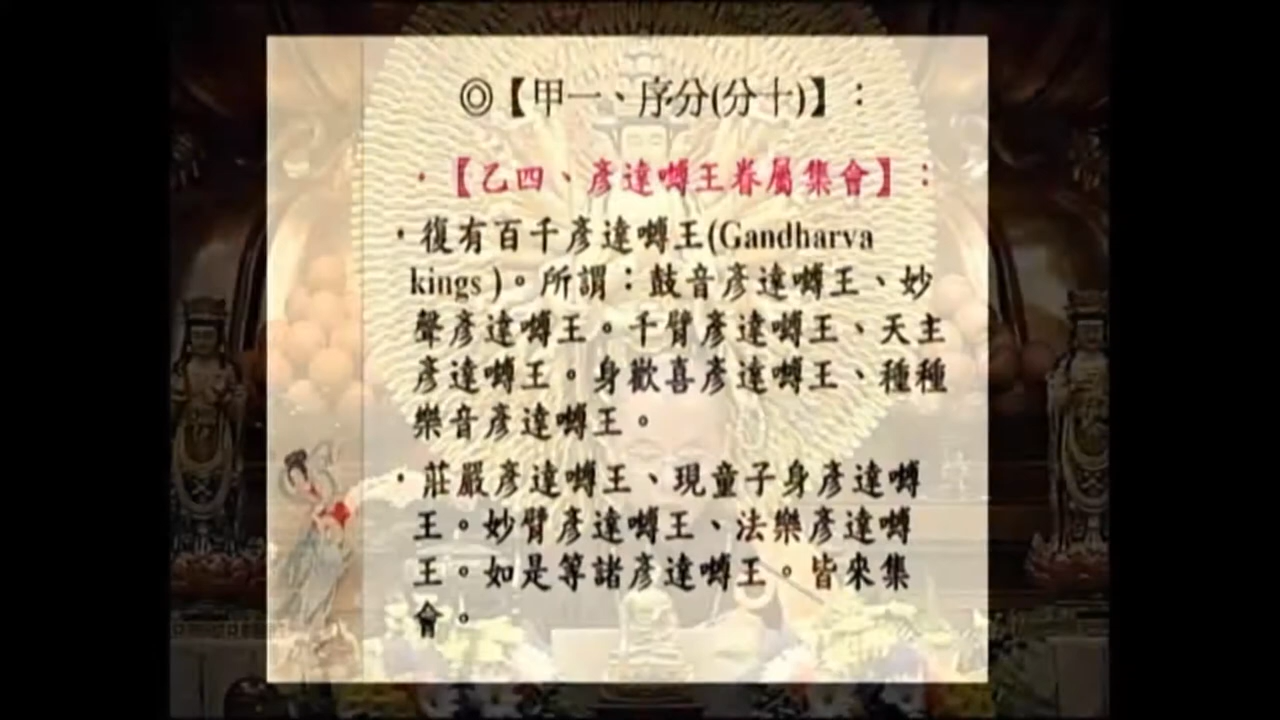 ◎【甲一、序分(分十)】：
·【乙四、彥達嚩王眷屬集會】：
·復有百千彥達嚩王(Gandharva
kings )。所謂：鼓音彥達嚩王、妙
聲彥達嚩王。千臂彥達嚩王、天主
彥達嚩王。身歡喜彥達嚩王、種種
樂音彥達嚩王。
·莊嚴彥達嚩王、現童子身彥達嚩
王。妙臂彥達嚩王、法樂彥達嚩
王。如是等諸彥達嚩王。皆來集
會。